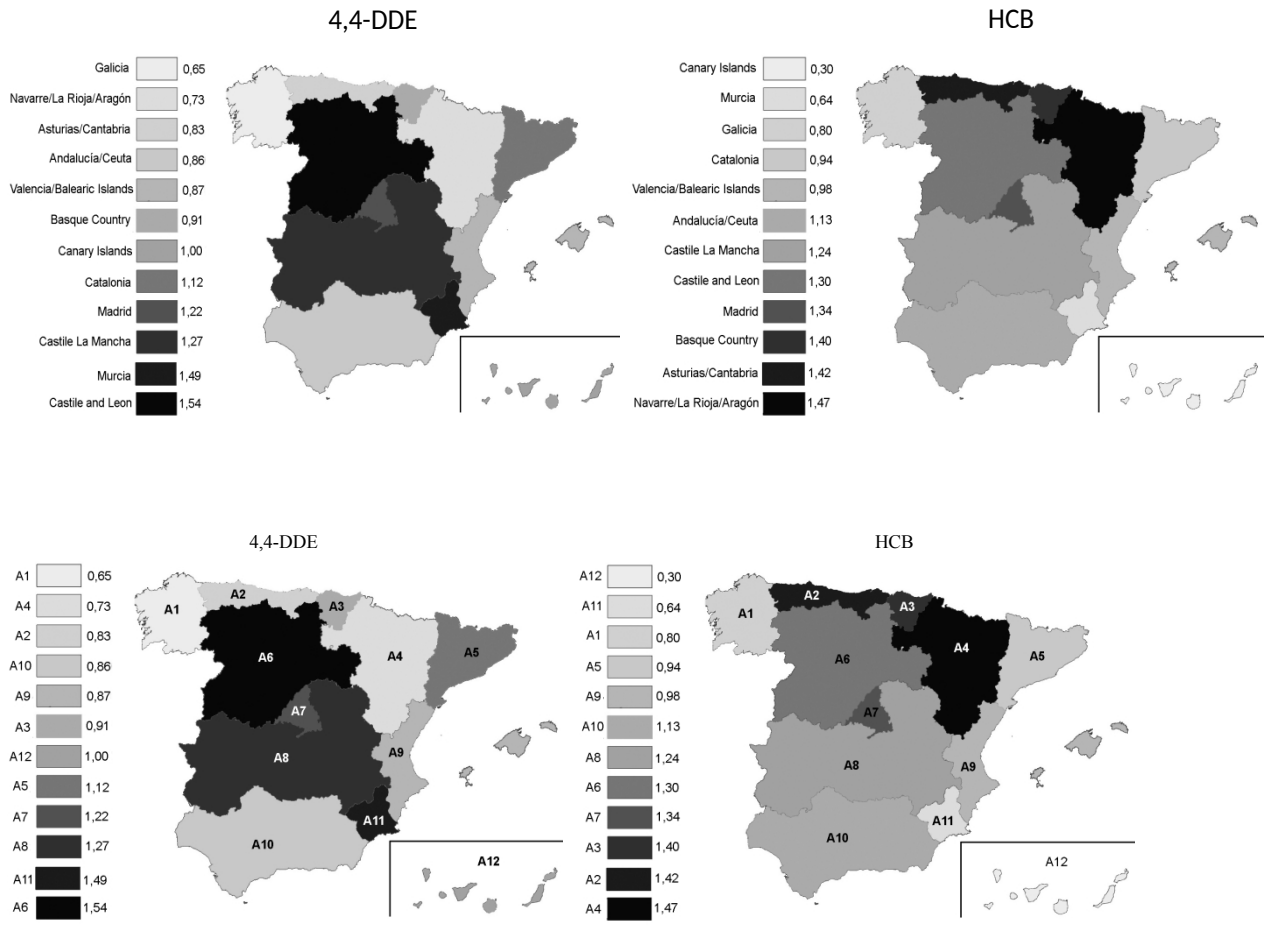 4,4-DDE
Galicia 0,65
Navarre/La Rioja/Aragón 0,73
Asturias/Cantabria 0,83
Andalucía/Ceuta 0,86
Valencia/Balearic Islands 0,87
Basque Country 0,91
Canary Islands 1,00
Catalonia 1,12
Madrid 1,22
Castile La Mancha 1,27
Murcia 1,49
Castile and Leon 1,54
HCB
Canary Islands 0,30
Murcia 0,64
Galicia 0,80
Catalonia 0,94
Valencia/Balearic Islands 0,98
Andalucía/Ceuta 1,13
Castile La Mancha 1,24
Castile and Leon 1,30
Madrid 1,34
Basque Country 1,40
Asturias/Cantabria 1,42
Navarre/La Rioja/Aragón 1,47
4,4-DDE
A1 0,65
A4 0,73
A2 0,83
A10 0,86
A9 0,87
A3 0,91
A12 1,00
A5 1,12
A7 1,22
A8 1,27
A11 1,49
A6 1,54
A1
A2
A3
A4
A5
A6
A7
A8
A9
A10
A11
A12
HCB
A12 0,30
A11 0,64
A1 0,80
A5 0,94
A9 0,98
A10 1,13
A8 1,24
A6 1,30
A7 1,34
A3 1,40
A2 1,42
A4 1,47
A1
A2
A3
A4
A5
A6
A7
A8
A9
A10
A11
A12